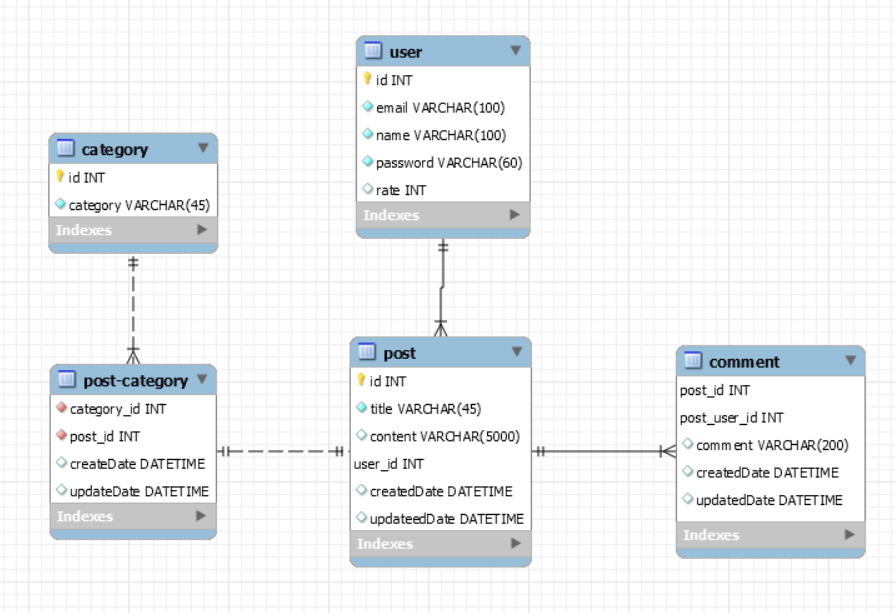 user
id INT
email VARCHAR(100)
name VARCHAR(100)
password VARCHAR(60)
rate INT
Indexes
category
id INT
category VARCHAR(45)
Indexes
post-category
category_id INT
post_id INT
createDate DATETIME
updateDate DATETIME
Indexes
post
id INT
title VARCHAR(45)
content VARCHAR(5000)
user_id INT
createdDate DATETIME
updateedDate DATETIME
Indexes
comment
post_id INT
post_user_id INT
comment VARCHAR(200)
createdDate DATETIME
updatedDate DATETIME
Indexes